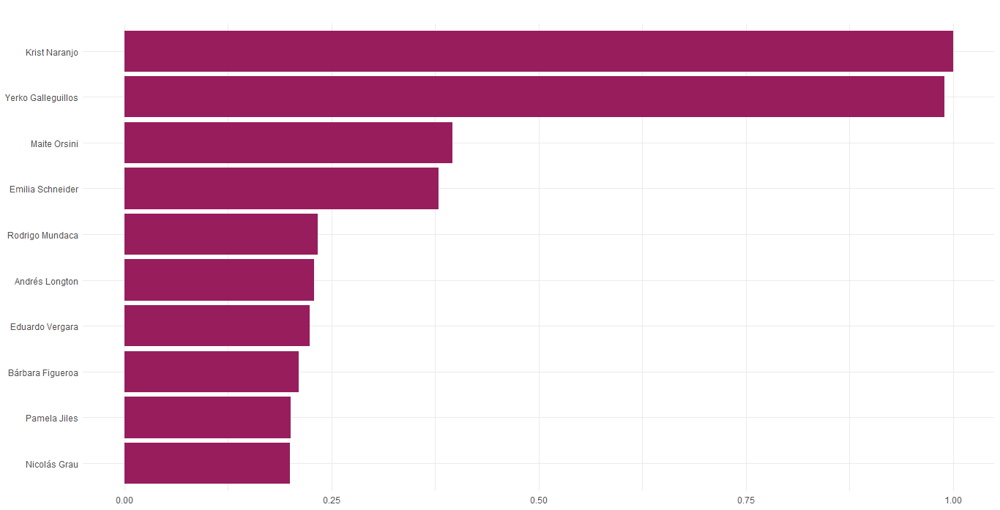 Krist Naranjo
Yerko Galleguillos
Maite Orsini
Emilia Schneider
Rodrigo Mundaca
Andrés Longton
Eduardo Vergara
Bárbara Figueroa
Pamela Jiles
Nicolás Grau
0.00 0.25 0.50 0.75 1.00